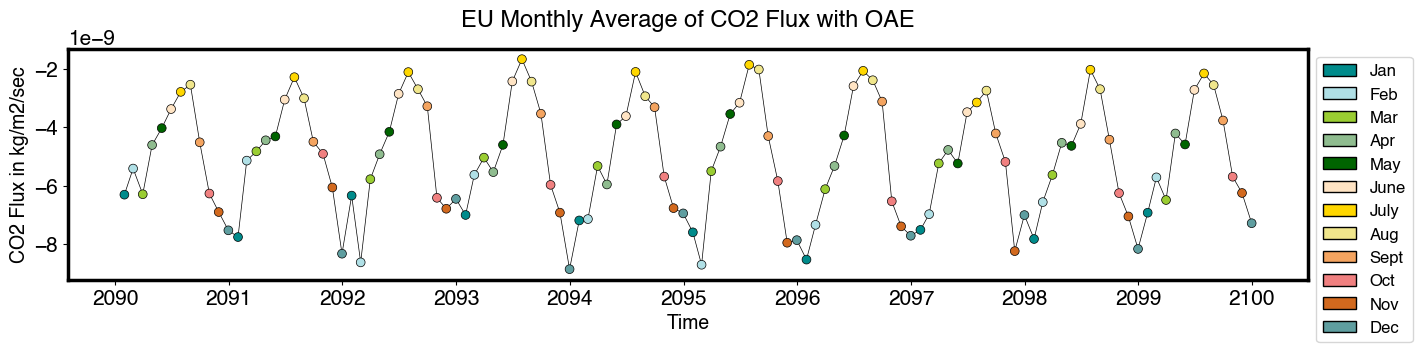 EU Monthly Average of CO2 Flux with OAE
1e−9
CO2 Flux in kg/m2/sec
−2
−4
−6
−8
2090 2091 2092 2093 2094 2095 2096 2097 2098 2099 2100
Time
Jan
Feb
Mar
Apr
May
June
July
Aug
Sept
Oct
Nov
Dec